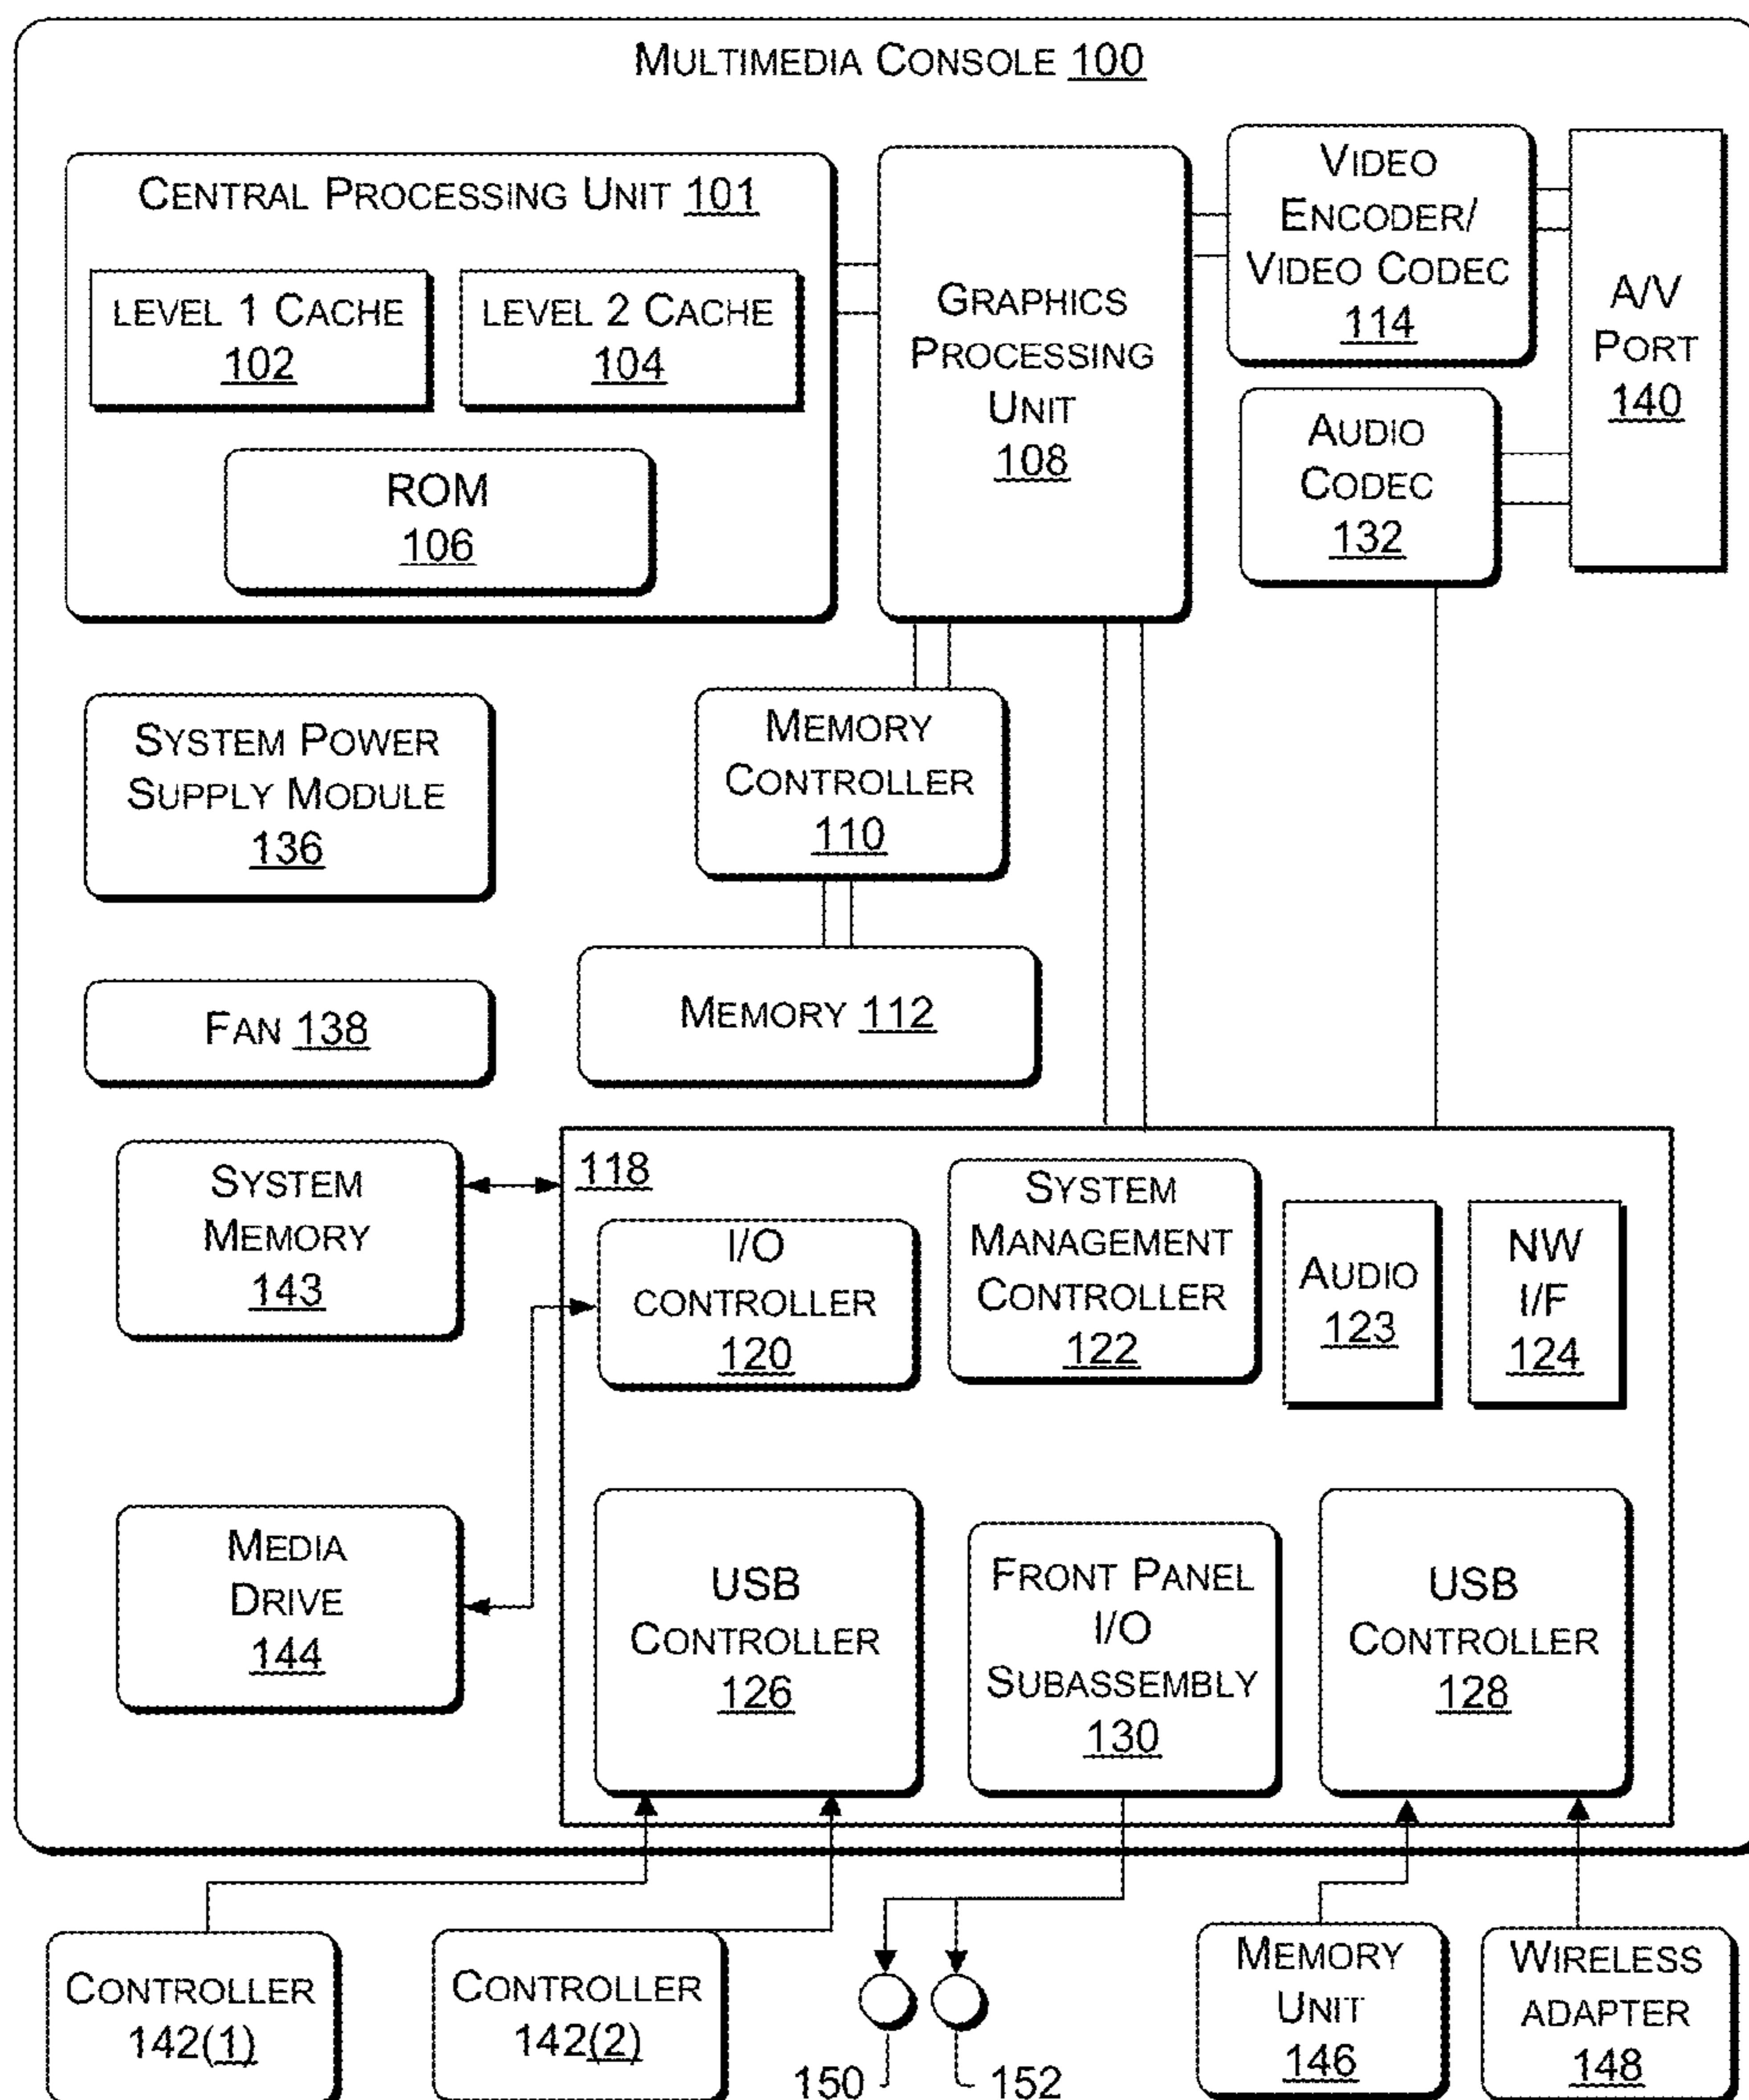 MULTIMEDIA CONSOLE 100
CENTRAL PROCESSING UNIT 101
LEVEL 1 CACHE
102
LEVEL 2 CACHE
104
ROM
106
GRAPHICS
PROCESSING
UNIT
108
VIDEO
ENCODER/
VIDEO CODEC
114
AUDIO
CODEC
132
A/V
PORT
140
SYSTEM POWER
SUPPLY MODULE
136
MEMORY
CONTROLLER
110
FAN 138
MEMORY 112
SYSTEM
MEMORY
143
118
I/O
CONTROLLER
120
SYSTEM
MANAGEMENT
CONTROLLER
122
AUDIO
123
NW
I/F
124
MEDIA
DRIVE
144
USB
CONTROLLER
126
FRONT PANEL
I/O
SUBASSEMBLY
130
USB
CONTROLLER
128
CONTROLLER
142(1)
CONTROLLER
142(2)
150
152
MEMORY
UNIT
146
WIRELESS
ADAPTER
148